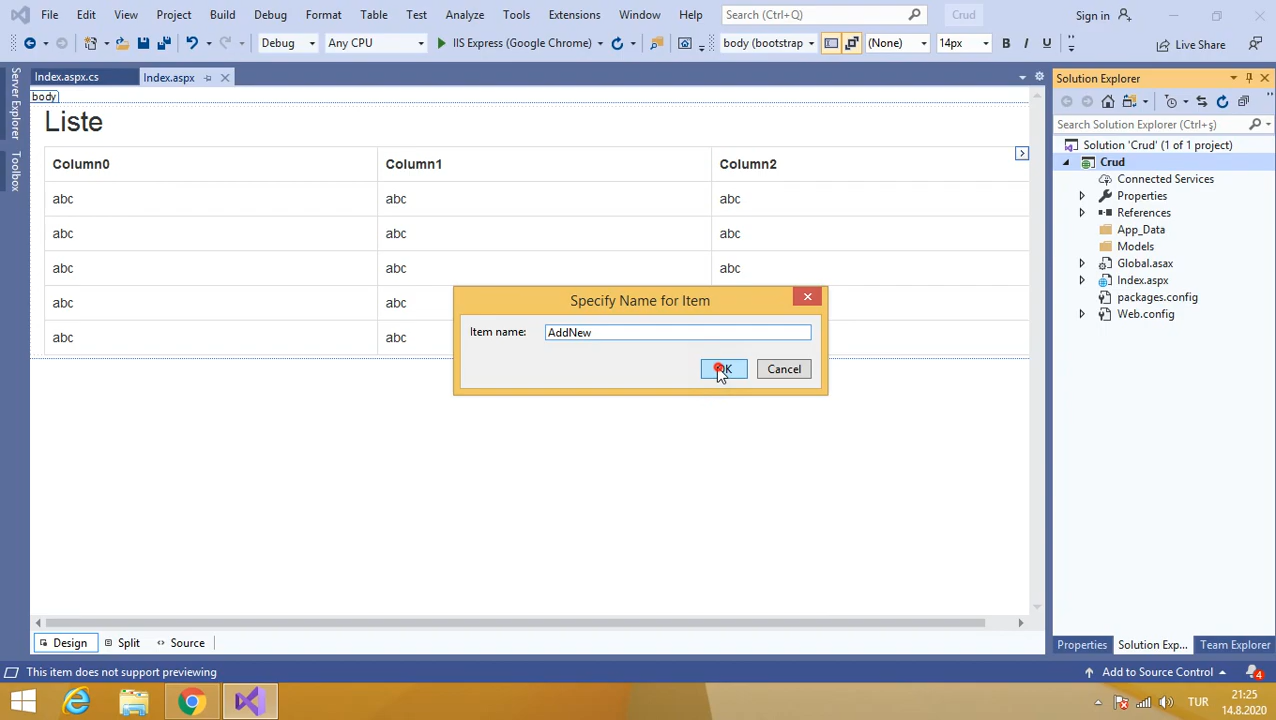 File Edit View Project Build Debug Format Table Test Analyze Tools Extensions Window Help Search (Ctrl+Q) Crud Sign in
Debug Any CPU IIS Express (Google Chrome) body (bootstrap (None) 14px B I U Live Share
Server Explorer
Toolbox
Index.aspx.cs Index.aspx
body
Liste
Column0 Column1 Column2
abc abc abc
abc abc abc
abc abc abc
abc abc
abc abc
Specify Name for Item
Item name: AddNew
OK Cancel
Design Split Source
Solution Explorer
Search Solution Explorer (Ctrl+ş)
Solution 'Crud' (1 of 1 project)
Crud
Connected Services
Properties
References
App_Data
Models
Global.asax
Index.aspx
packages.config
Web.config
Properties Solution Exp... Team Explorer
This item does not support previewing Add to Source Control 4
TUR 21:25
14.8.2020